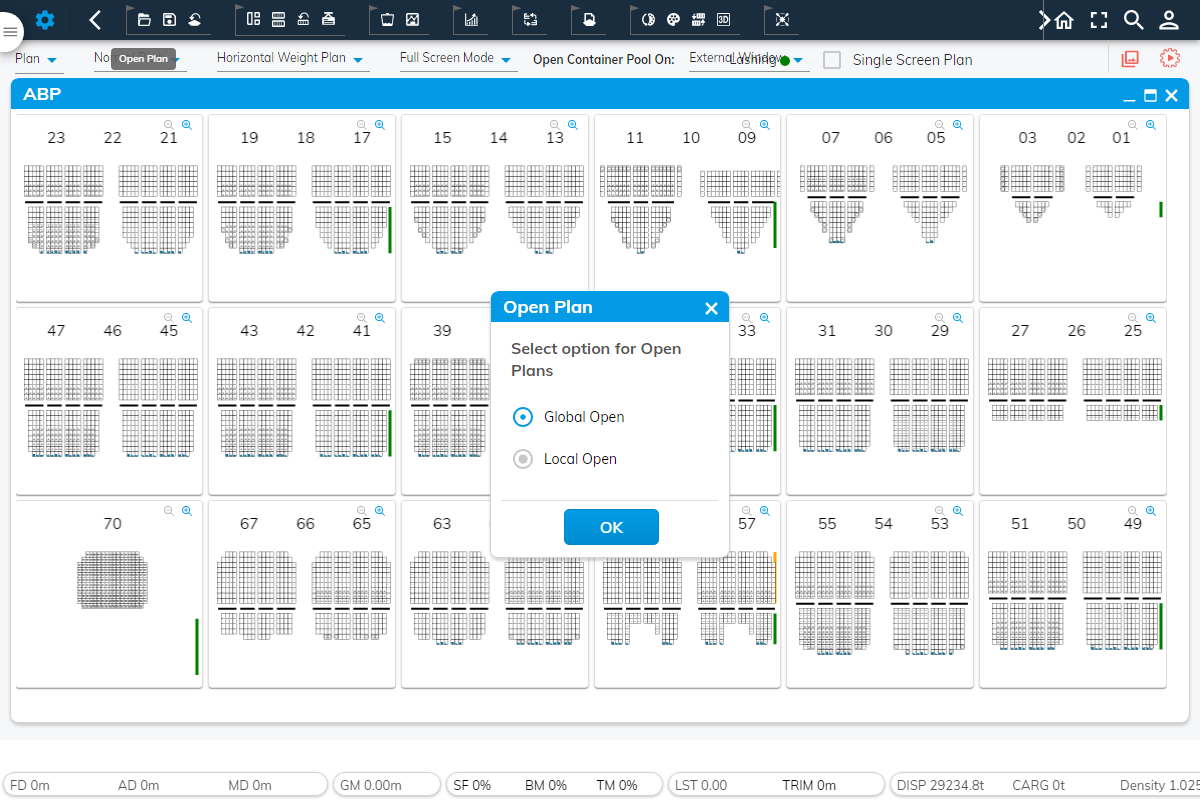 3D
Plan
Open Plan
Horizontal Weight Plan
Full Screen Mode
Open Container Pool On:
External Window
Lashing
Single Screen Plan
ABP
23 22 21
19 18 17
15 14 13
11 10 09
07 06 05
03 02 01
47 46 45
43 42 41
39
33
31 30 29
27 26 25
Open Plan
Select option for Open
Plans
Global Open
Local Open
OK
70
67 66 65
63
57
55 54 53
51 50 49
FD 0m AD 0m MD 0m
GM 0.00m
SF 0% BM 0% TM 0%
LST 0.00 TRIM 0m
DISP 29234.8t CARG 0t Density 1.025